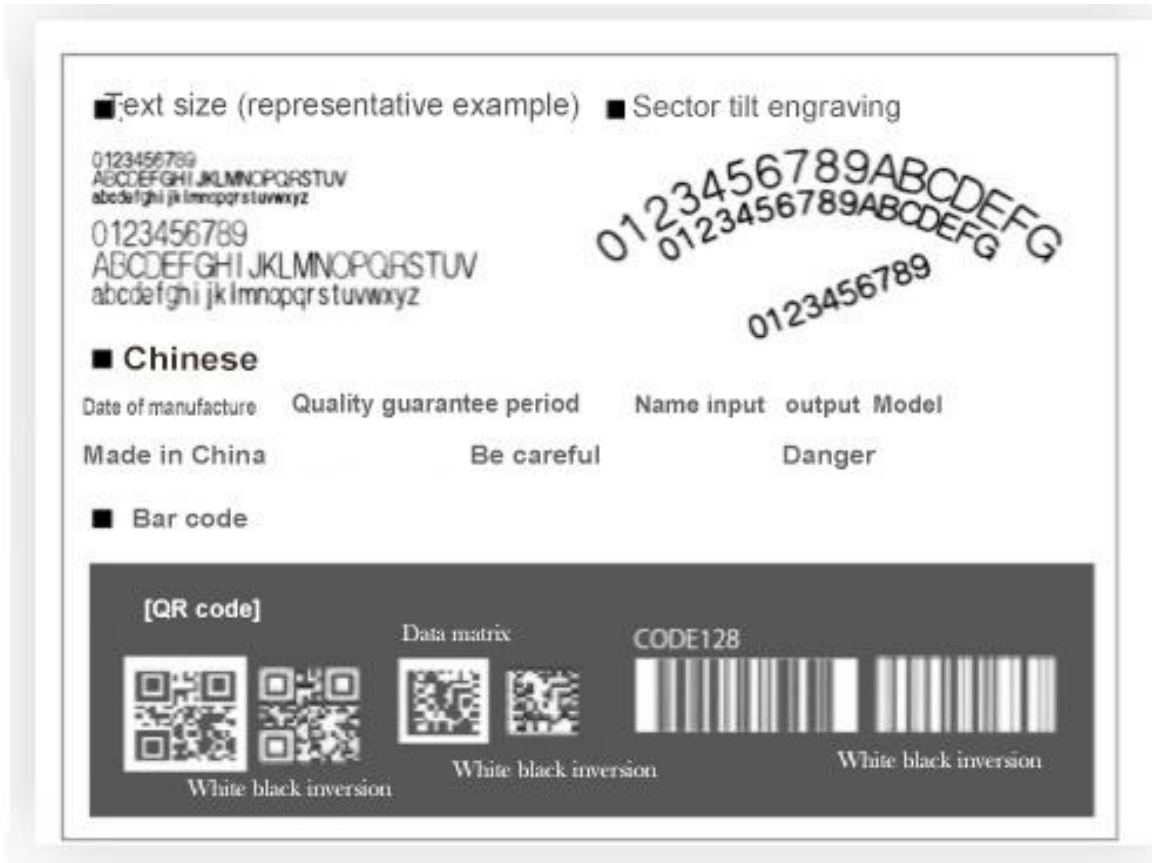 Text size (representative example)
0123456789
ABCDEFGHIJKLMNOPQRSTUV
abcdefghijklmnopqrstuvwxyz
0123456789
ABCDEFGHIJKLMNOPQRSTUV
abcdefghijklmnopqrstuvwxyz
Sector tilt engraving
0123456789ABCDEFG
0123456789ABCDEFG
0123456789
Chinese
Date of manufacture Quality guarantee period Name input output Model
Made in China Be careful Danger
Bar code
[QR code]
Data matrix
CODE128
White black inversion
White black inversion
White black inversion